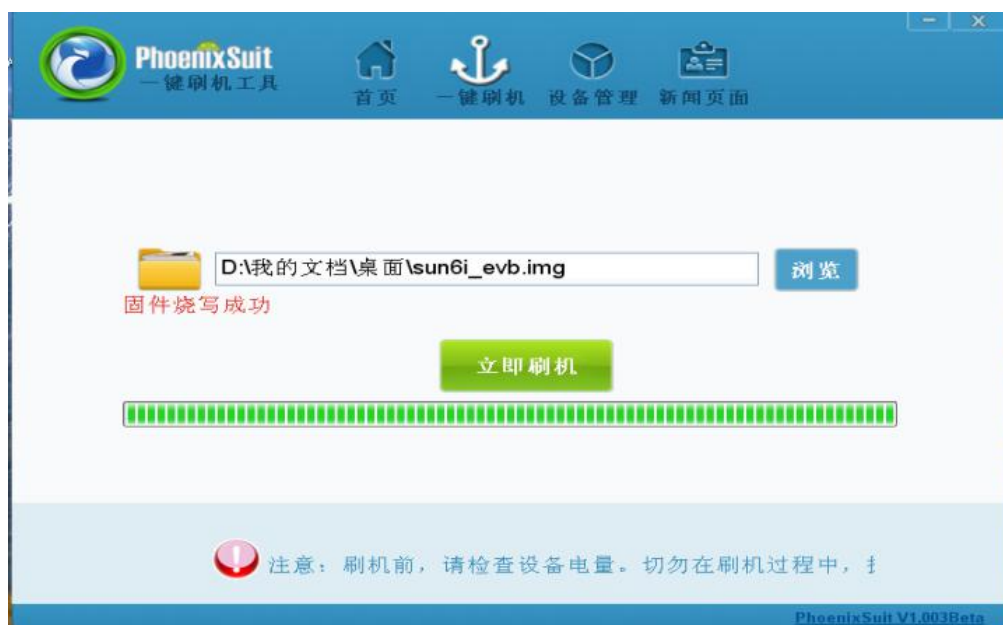 PhoenixSuit
一键刷机工具
首页 一键刷机 设备管理 新闻页面
D:\我的文档\桌面\sun6i_evb.img 浏览
固件烧写成功
立即刷机
注意：刷机前，请检查设备电量。切勿在刷机过程中，
PhoenixSuit V1.003Beta